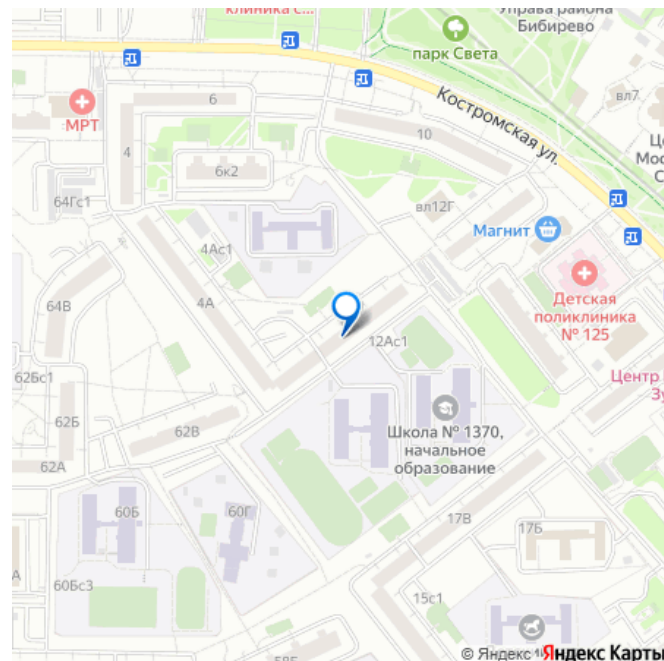 клиника с...
Управа района
Бибирево
парк Света
вл7
МРТ
6
Костромская ул.
4
10
6к2
64Гс1
вл12Г
Магнит
4Ас1
Детская
поликлиника
№ 125
64В
4А
12Ас1
62Бс1
62Б
62В
Школа № 1370,
начальное
образование
62А
17В
17Б
60Б
60Г
60Бс3
15с1
© Яндекс
Яндекс Карты